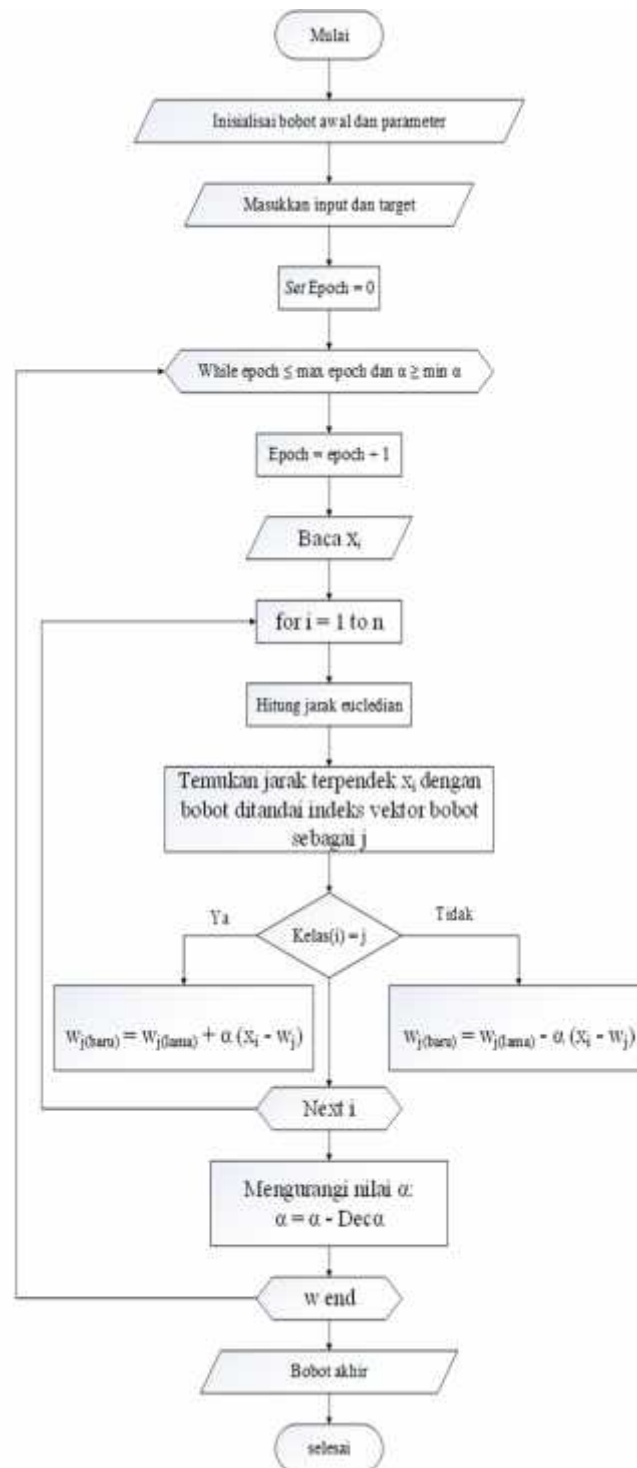 Mulai
Inisialisai bobot awal dan parameter
Masukkan input dan target
Set Epoch = 0
While epoch ≤ max epoch dan α ≥ min α
Epoch = epoch + 1
Baca xᵢ
for i = 1 to n
Hitung jarak eucledian
Temukan jarak terpendek xᵢ dengan
bobot ditandai indeks vektor bobot
sebagai j
Ya
Kelas(i) = j
Tidak
wj(baru) = wj(lama) + α (xi - wj)
wj(baru) = wj(lama) - α (xi - wj)
Next i
Mengurangi nilai α:
α = α - Decα
w end
Bobot akhir
selesai